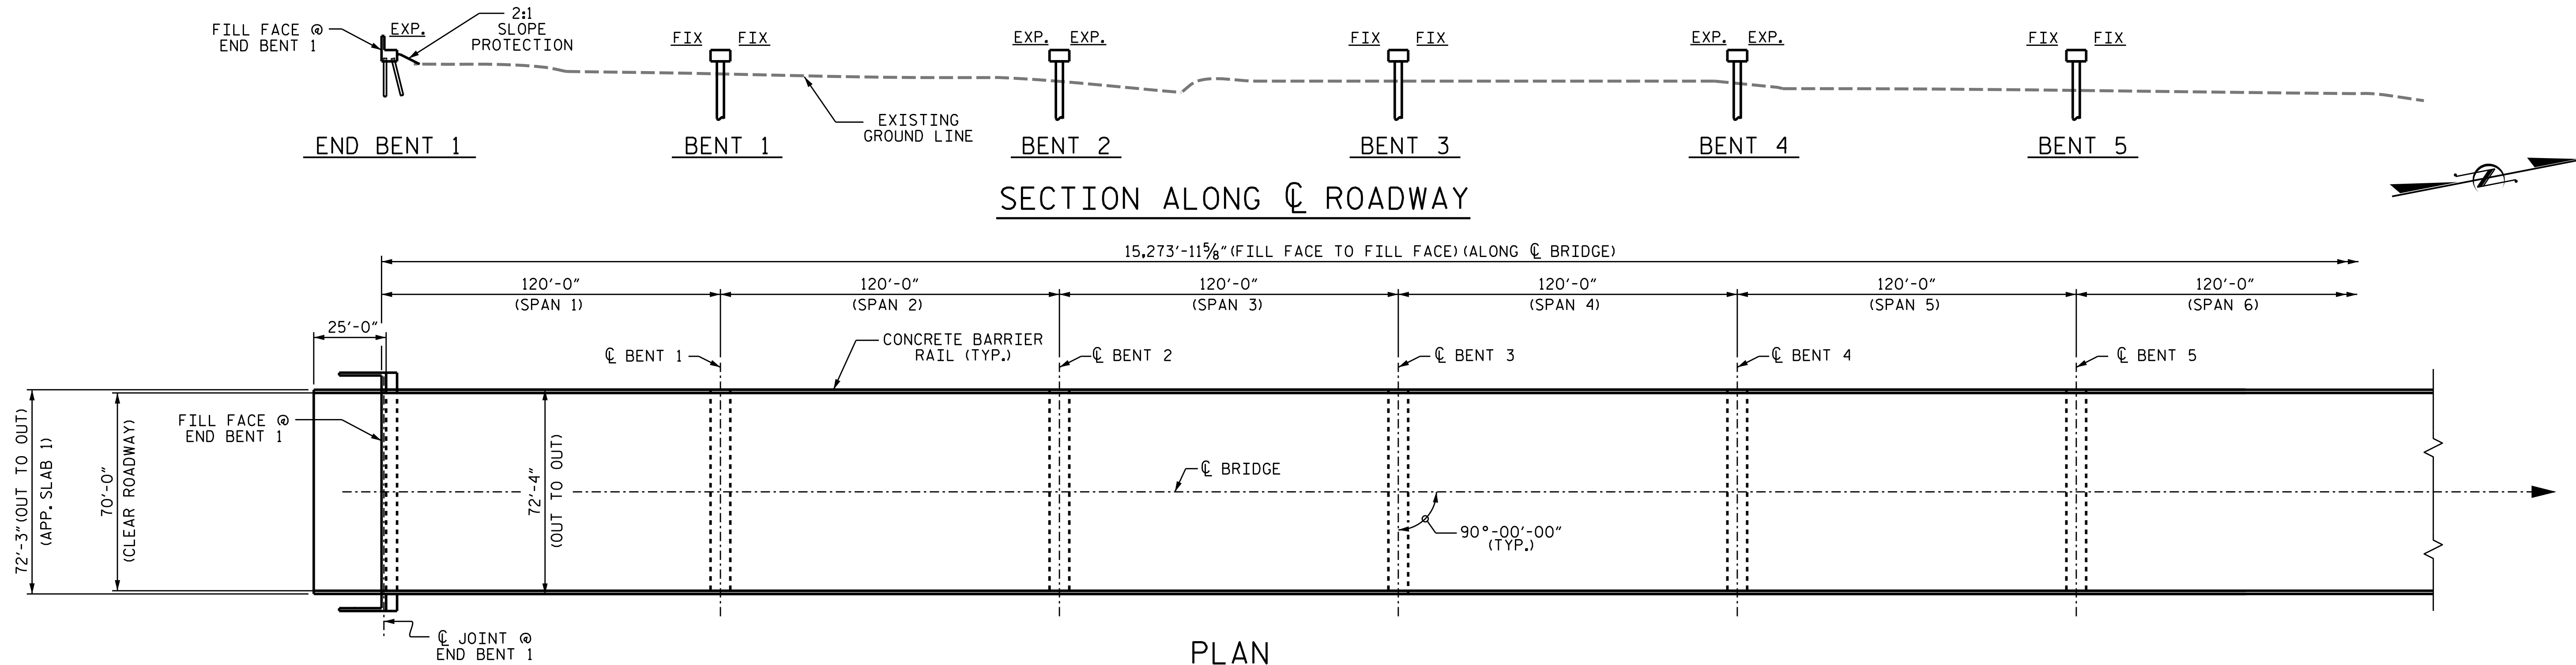 FILL FACE @
END BENT 1
EXP.
2:1
SLOPE
PROTECTION
FIX FIX
EXP. EXP.
FIX FIX
EXP. EXP.
FIX FIX
EXISTING
GROUND LINE
END BENT 1
BENT 1
BENT 2
BENT 3
BENT 4
BENT 5
SECTION ALONG ℄ ROADWAY
15,273'-11⅝" (FILL FACE TO FILL FACE) (ALONG ℄ BRIDGE)
120'-0"
(SPAN 1)
120'-0"
(SPAN 2)
120'-0"
(SPAN 3)
120'-0"
(SPAN 4)
120'-0"
(SPAN 5)
120'-0"
(SPAN 6)
25'-0"
℄ BENT 1
CONCRETE BARRIER
RAIL (TYP.)
℄ BENT 2
℄ BENT 3
℄ BENT 4
℄ BENT 5
72'-3" (OUT TO OUT)
(APP. SLAB 1)
70'-0"
(CLEAR ROADWAY)
FILL FACE @
END BENT 1
72'-4"
(OUT TO OUT)
℄ BRIDGE
90°-00'-00"
(TYP.)
℄ JOINT @
END BENT 1
PLAN